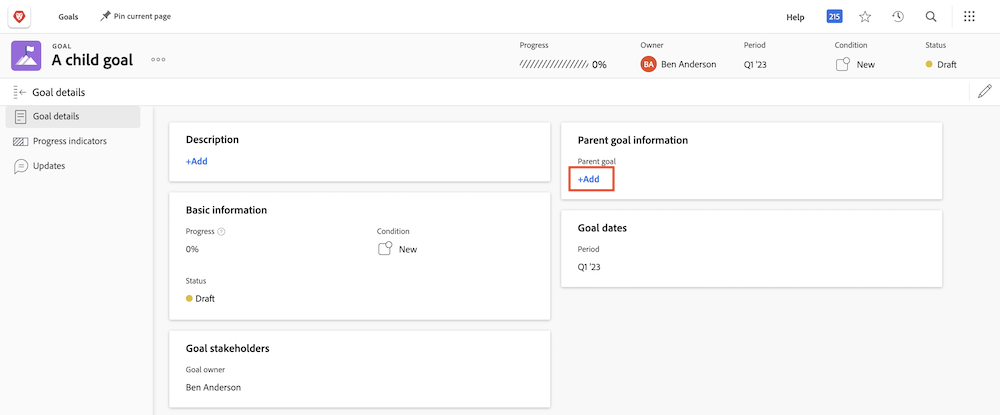 Goals
Pin current page
Help
215
GOAL
A child goal
Progress
0%
Owner
BA
Ben Anderson
Period
Q1 '23
Condition
New
Status
Draft
Goal details
Goal details
Progress indicators
Updates
Description
+Add
Basic information
Progress
?
0%
Condition
New
Status
Draft
Goal stakeholders
Goal owner
Ben Anderson
Parent goal information
Parent goal
+Add
Goal dates
Period
Q1 '23